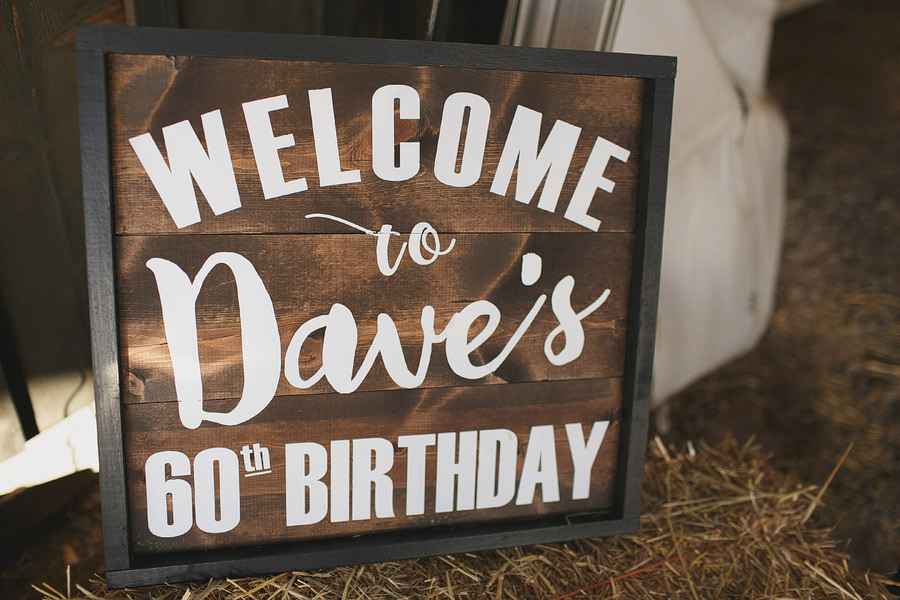 WELCOME
to
Dave's
60th BIRTHDAY